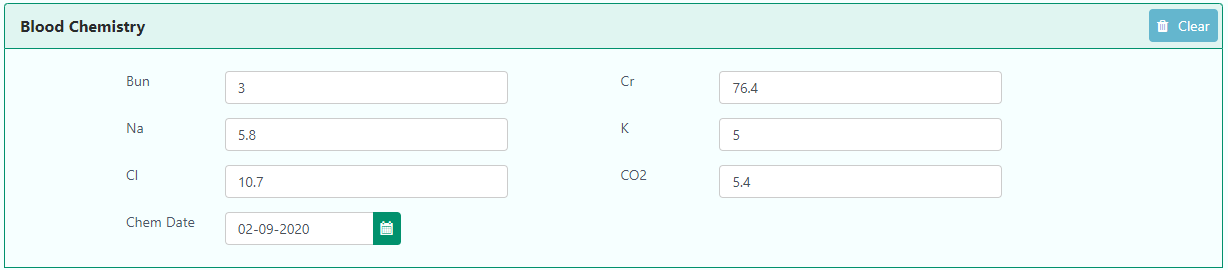 Blood Chemistry Clear
Bun 3 Cr 76.4
Na 5.8 K 5
Cl 10.7 CO2 5.4
Chem Date 02-09-2020